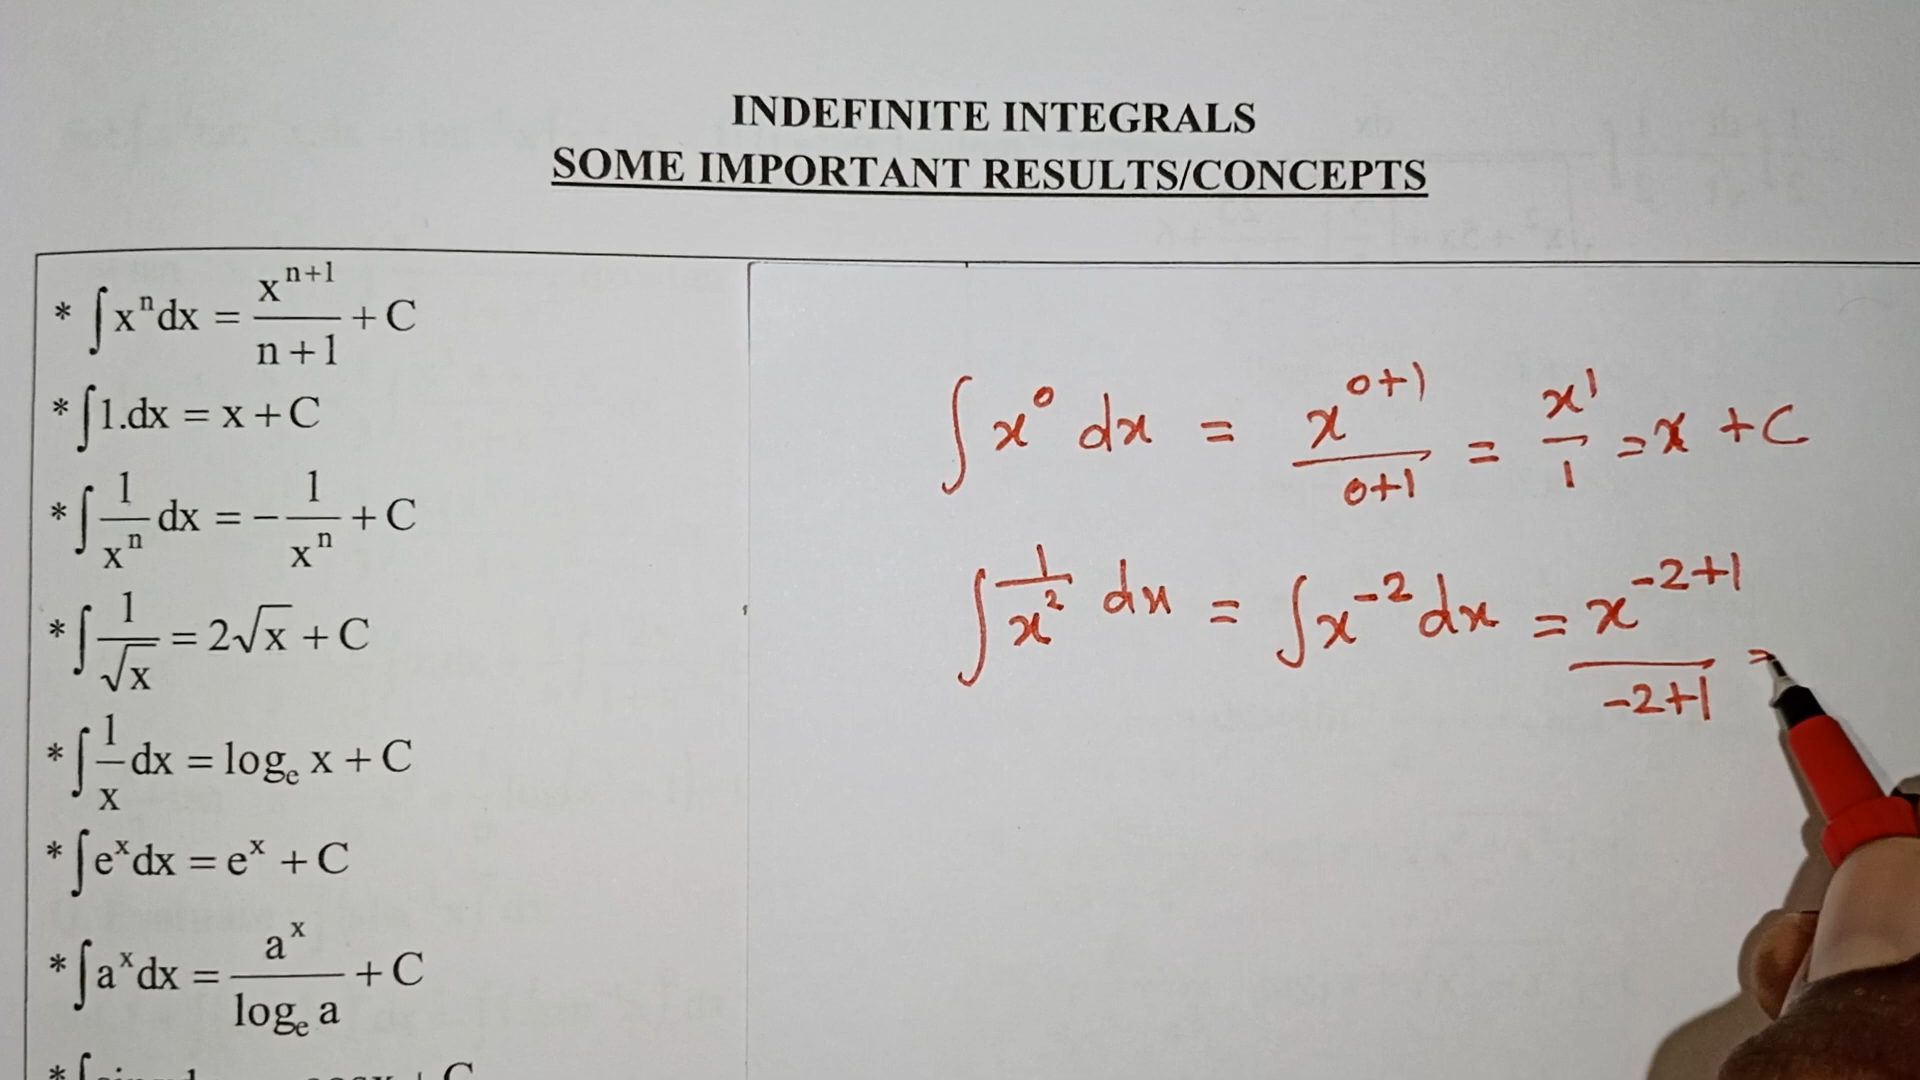 INDEFINITE INTEGRALS
SOME IMPORTANT RESULTS/CONCEPTS
* ∫xⁿdx = xⁿ⁺¹/(n+1) + C
* ∫1.dx = x + C
* ∫1/xⁿ dx = −1/xⁿ + C
* ∫1/√x = 2√x + C
* ∫1/x dx = logₑ x + C
* ∫eˣdx = eˣ + C
* ∫aˣdx = aˣ/logₑ a + C
∫x⁰ dx = x⁰⁺¹/(0+1) = x¹/1 = x + C
∫1/x² dx = ∫x⁻² dx = x⁻²⁺¹/(-2+1) =